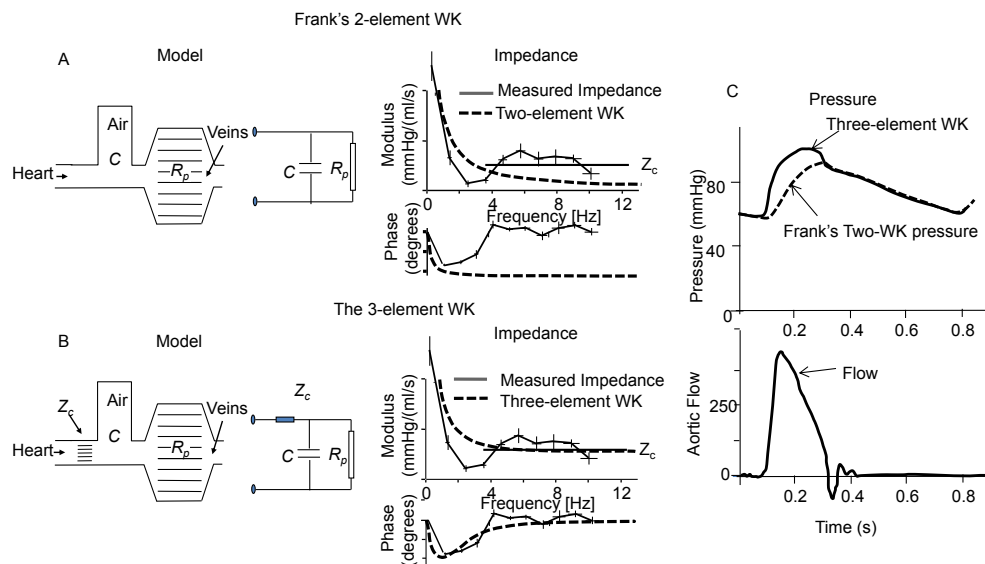 Frank's 2-element WK
A
Model
Impedance
Air
C
Veins
Heart
Rp
C
Rp
Modulus
(mmHg/(ml/s)
Measured Impedance
Two-element WK
Zc
0
4
8
12
Frequency [Hz]
Phase
(degrees)
The 3-element WK
B
Model
Impedance
Zc
Air
C
Veins
Heart
Rp
Zc
C
Rp
Modulus
(mmHg/(ml/s)
Measured Impedance
Three-element WK
Zc
0
4
8
12
Frequency [Hz]
Phase
(degrees)
C
Pressure
Three-element WK
Frank's Two-WK pressure
Pressure (mmHg)
80
40
0
0.2
0.4
0.6
0.8
Flow
Aortic Flow
250
0
0.2
0.4
0.6
0.8
Time (s)